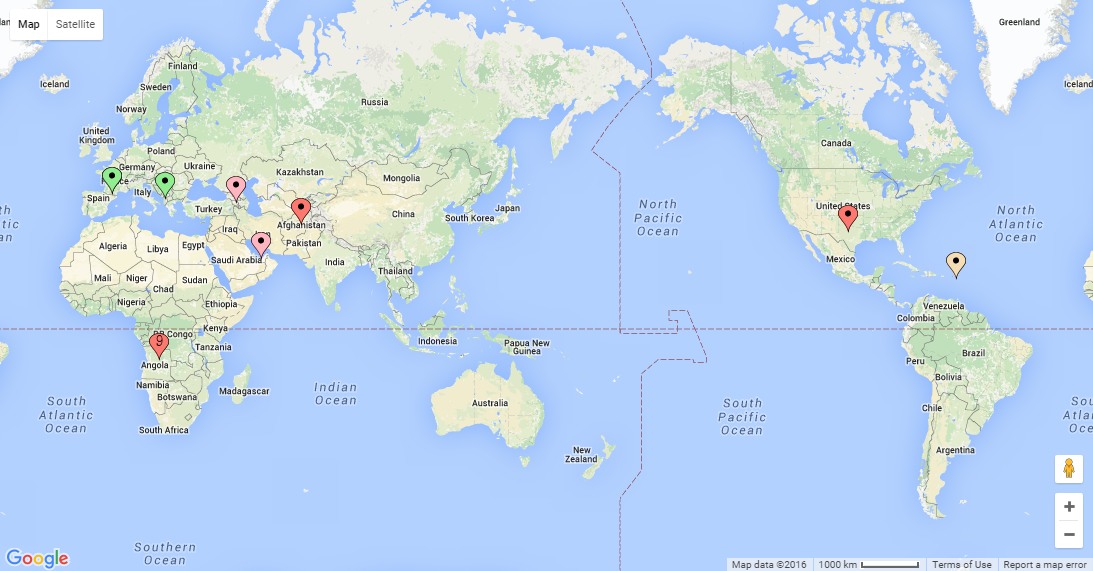 Map
Satellite
Greenland
Iceland
Finland
Sweden
Norway
Russia
United
Kingdom
Poland
Germany
Ukraine
Kazakhstan
Mongolia
Spain
Italy
Turkey
Iraq
Afghanistan
Pakistan
China
South Korea
Japan
Algeria
Libya
Egypt
Saudi Arabia
India
Mali
Niger
Chad
Sudan
Thailand
Nigeria
Ethiopia
Kenya
Congo
9
Tanzania
Angola
Namibia
Botswana
Madagascar
South Africa
Indonesia
Papua New
Guinea
Australia
New
Zealand
Indian
Ocean
South
Atlantic
Ocean
Southern
Ocean
North
Pacific
Ocean
South
Pacific
Ocean
Canada
United States
Mexico
North
Atlantic
Ocean
Venezuela
Colombia
Peru
Brazil
Bolivia
Chile
Argentina
Iceland
Google
Map data ©2016
1000 km
Terms of Use
Report a map error